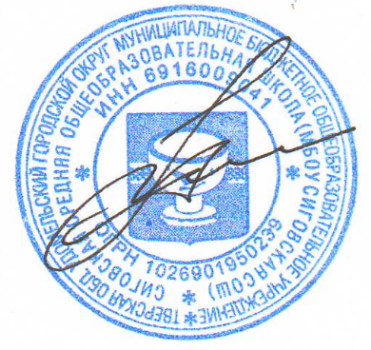 ТВЕРСКАЯ ОБЛ. УДОМЕЛЬСКИЙ ГОРОДСКОЙ ОКРУГ МУНИЦИПАЛЬНОЕ БЮДЖЕТНОЕ ОБЩЕОБРАЗОВАТЕЛЬНОЕ УЧРЕЖДЕНИЕ *
СИГОВСКАЯ СРЕДНЯЯ ОБЩЕОБРАЗОВАТЕЛЬНАЯ ШКОЛА (МБОУ СИГОВСКАЯ СОШ) *
* ИНН
* ОГРН 1026901950239